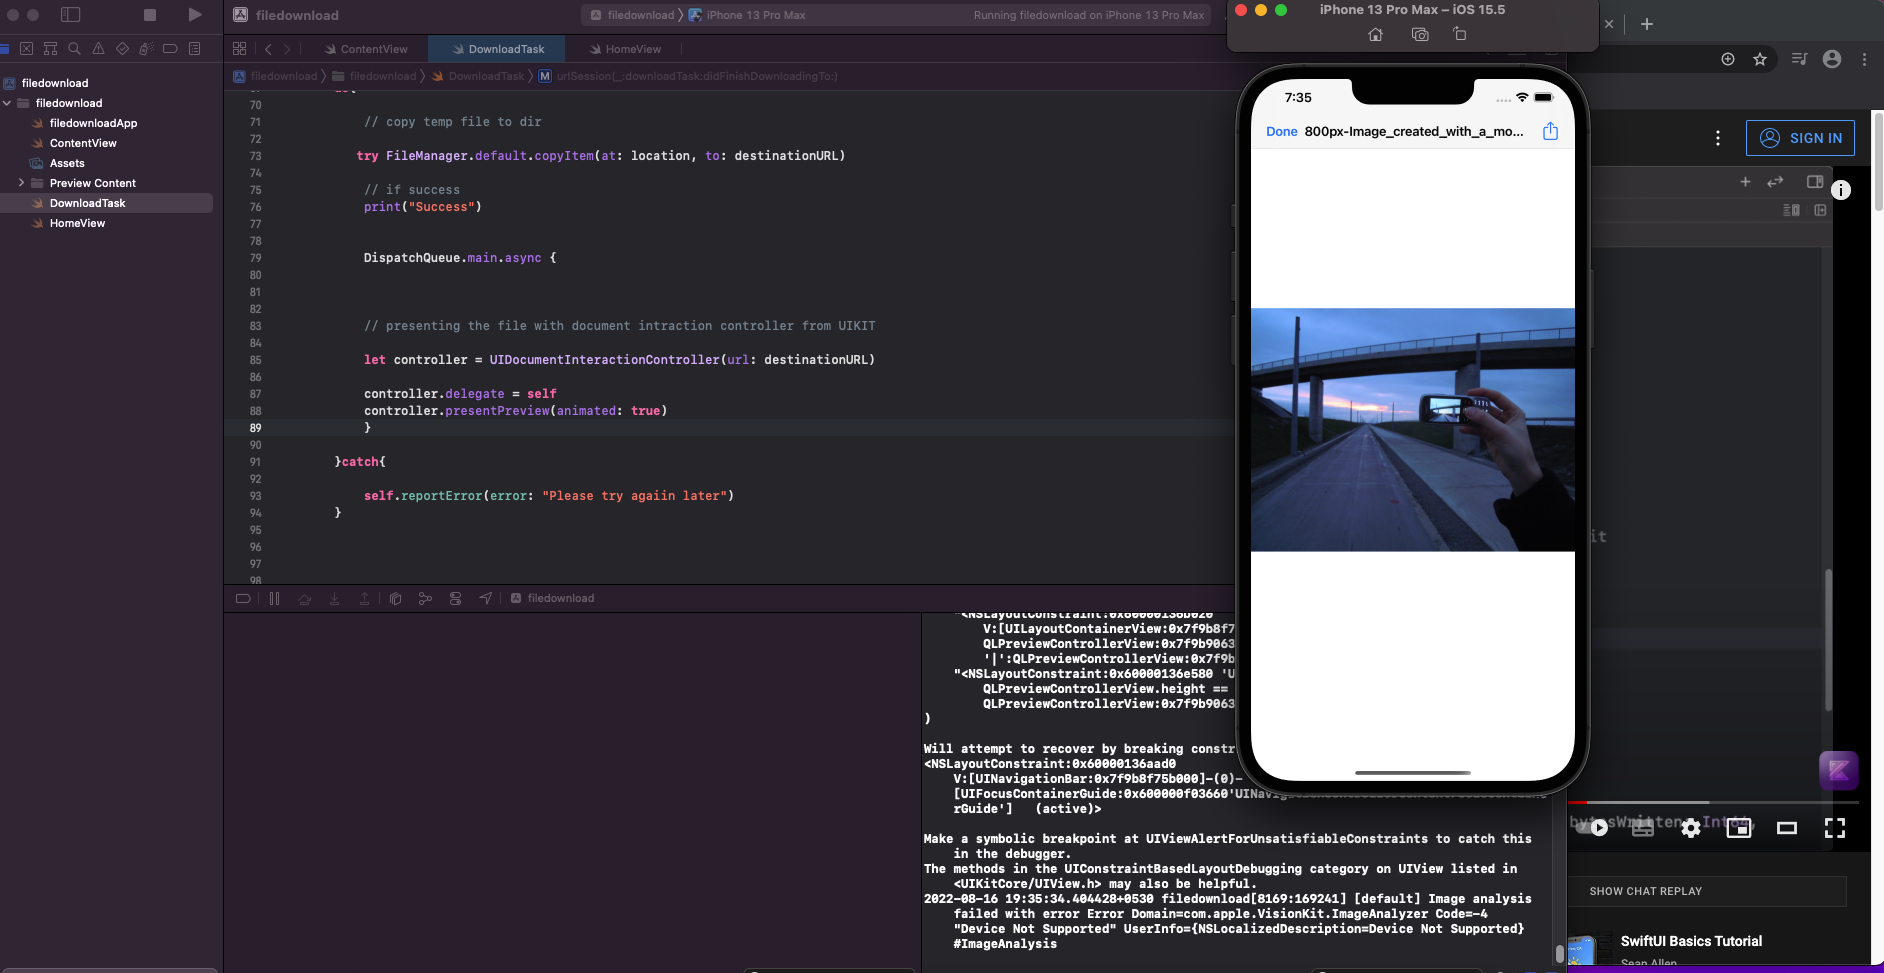 filedownload
filedownload
iPhone 13 Pro Max
Running filedownload on iPhone 13 Pro Max
ContentView
DownloadTask
HomeView
filedownload
filedownload
DownloadTask
M
urlSession(_:downloadTask:didFinishDownloadingTo:)
filedownload
filedownload
filedownloadApp
ContentView
Assets
Preview Content
DownloadTask
HomeView
70
71 // copy temp file to dir
72
73 try FileManager.default.copyItem(at: location, to: destinationURL)
74
75 // if success
76 print("Success")
77
78
79 DispatchQueue.main.async {
80
81
82
83 // presenting the file with document intraction controller from UIKIT
84
85 let controller = UIDocumentInteractionController(url: destinationURL)
86
87 controller.delegate = self
88 controller.presentPreview(animated: true)
89 }
90
91 }catch{
92
93 self.reportError(error: "Please try agaiin later")
94 }
95
96
97
98
filedownload
"<NSLayoutConstraint:0x60000136b020
V:[UILayoutContainerView:0x7f9b8f7
QLPreviewControllerView:0x7f9b9063
'|':QLPreviewControllerView:0x7f9b
"<NSLayoutConstraint:0x60000136e580 'U
QLPreviewControllerView.height ==
QLPreviewControllerView:0x7f9b9063
)
Will attempt to recover by breaking constr
<NSLayoutConstraint:0x60000136aad0
V:[UINavigationBar:0x7f9b8f75b000]-(0)-
[UIFocusContainerGuide:0x600000f03660'
rGuide'] (active)>
Make a symbolic breakpoint at UIViewAlertForUnsatisfiableConstraints to catch this
in the debugger.
The methods in the UIConstraintBasedLayoutDebugging category on UIView listed in
<UIKitCore/UIView.h> may also be helpful.
2022-08-16 19:35:34.404428+0530 filedownload[8169:169241] [default] Image analysis
failed with error Error Domain=com.apple.VisionKit.ImageAnalyzer Code=-4
"Device Not Supported" UserInfo={NSLocalizedDescription=Device Not Supported}
#ImageAnalysis
iPhone 13 Pro Max – iOS 15.5
7:35
Done
800px-Image_created_with_a_mo...
SIGN IN
it
bytesWritten: Int64,
SHOW CHAT REPLAY
SwiftUI Basics Tutorial
Sean Allen